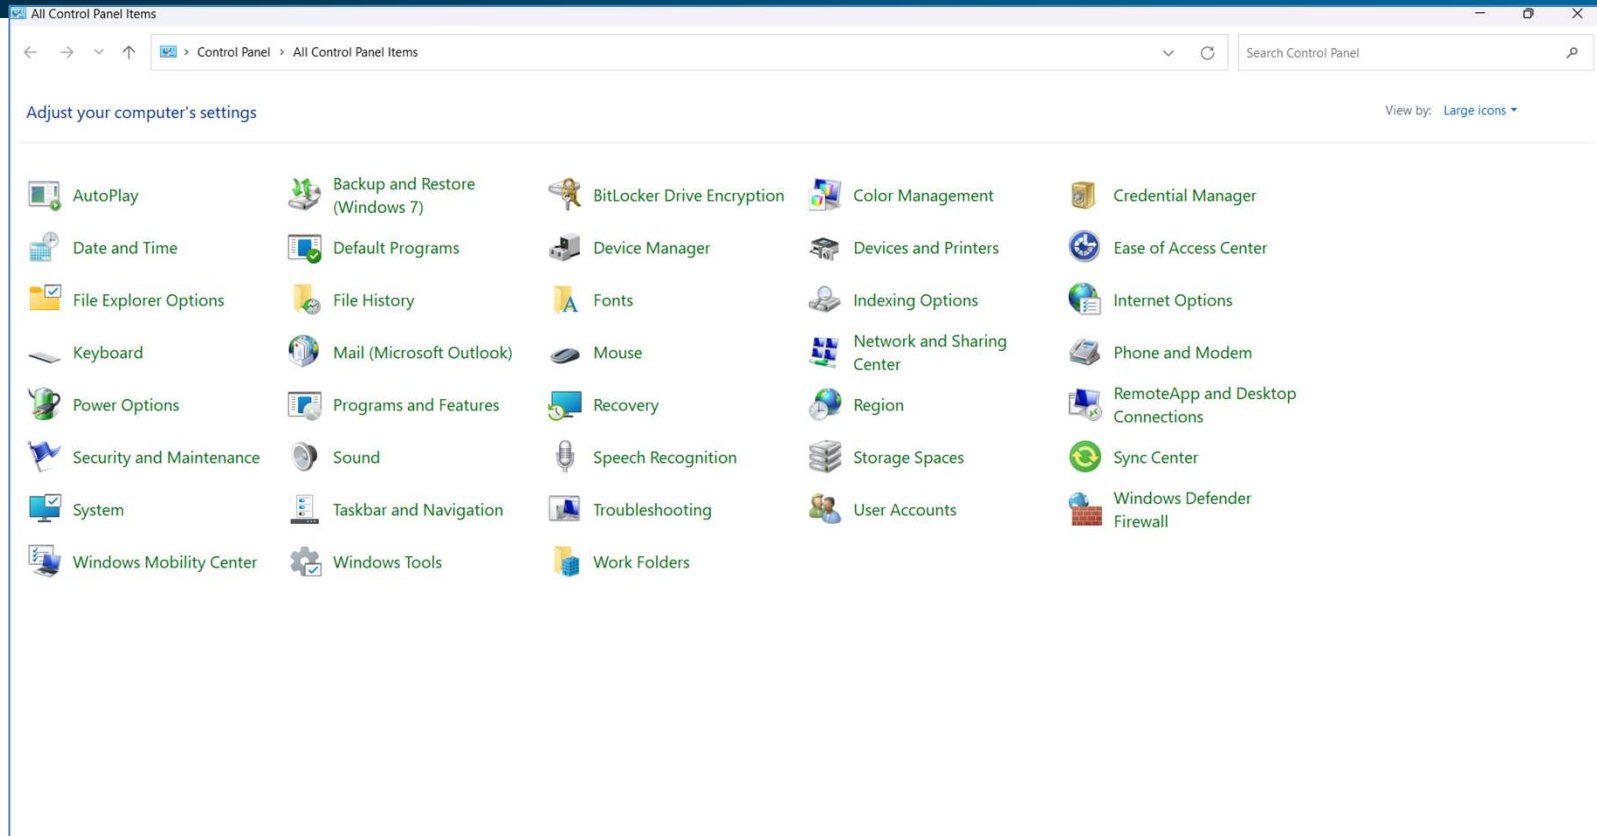 All Control Panel Items
Control Panel > All Control Panel Items
Search Control Panel
Adjust your computer's settings
View by: Large icons
AutoPlay
Backup and Restore
(Windows 7)
BitLocker Drive Encryption
Color Management
Credential Manager
Date and Time
Default Programs
Device Manager
Devices and Printers
Ease of Access Center
File Explorer Options
File History
Fonts
Indexing Options
Internet Options
Keyboard
Mail (Microsoft Outlook)
Mouse
Network and Sharing
Center
Phone and Modem
Power Options
Programs and Features
Recovery
Region
RemoteApp and Desktop
Connections
Security and Maintenance
Sound
Speech Recognition
Storage Spaces
Sync Center
System
Taskbar and Navigation
Troubleshooting
User Accounts
Windows Defender
Firewall
Windows Mobility Center
Windows Tools
Work Folders